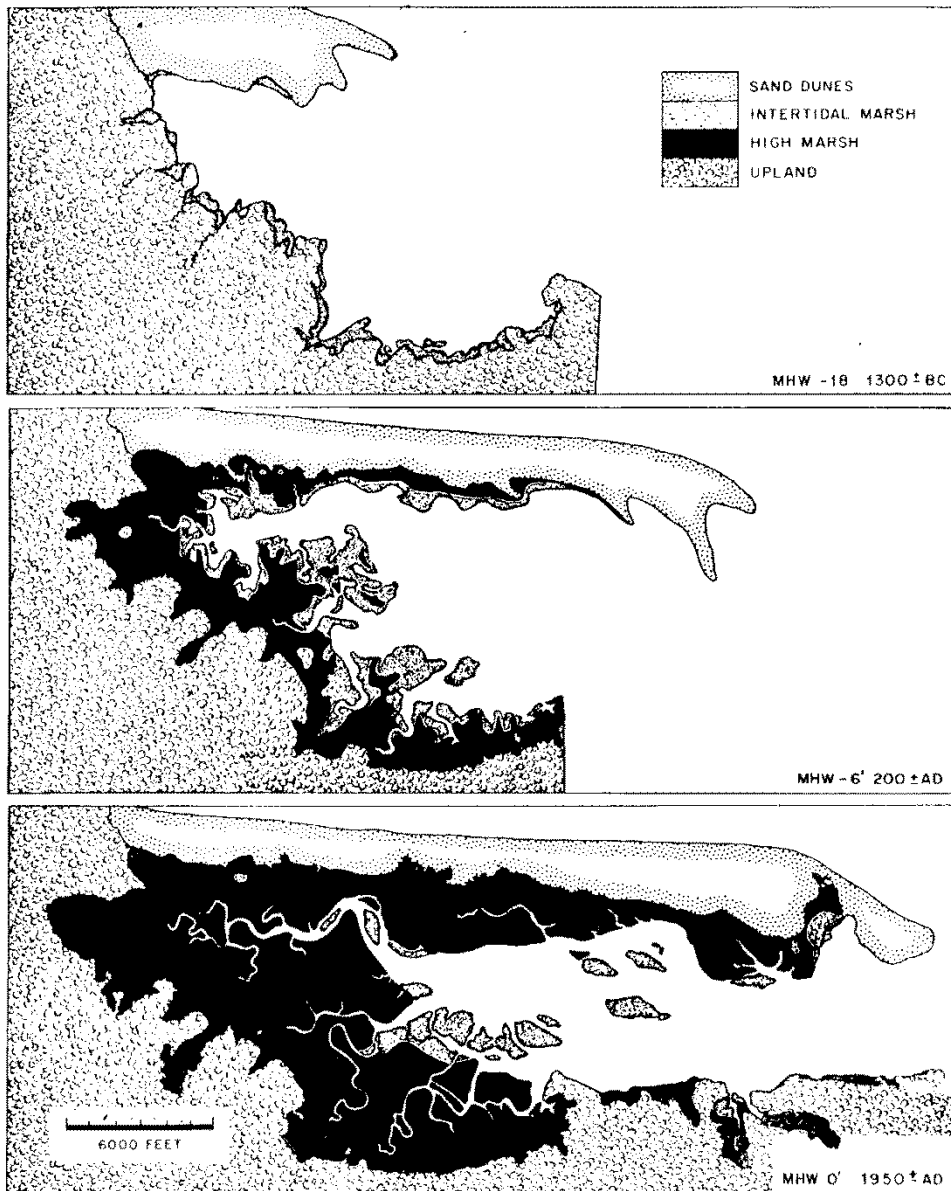 SAND DUNES
INTERTIDAL MARSH
HIGH MARSH
UPLAND
MHW -18 1300 ± BC
MHW -6' 200 ± AD
6000 FEET
MHW 0' 1950 ± AD